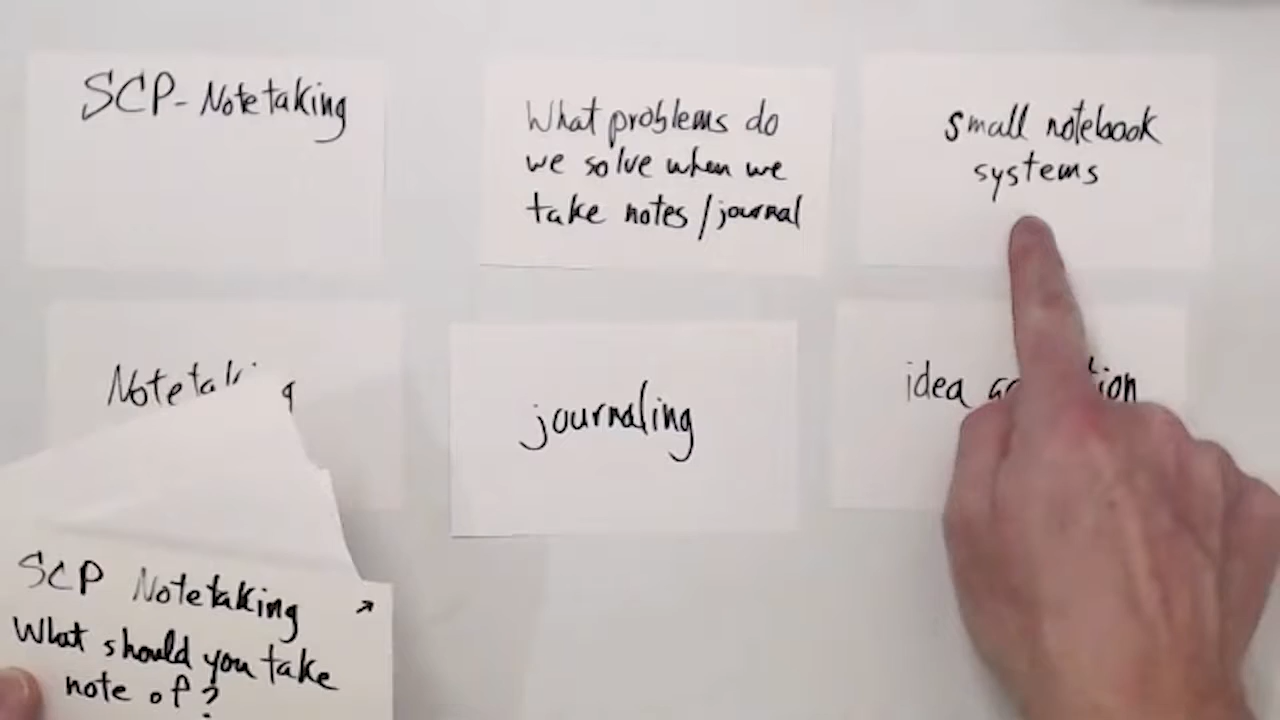 SCP- Notetaking
What problems do
we solve when we
take notes / journal
small notebook
systems
journaling
idea
SCP Notetaking
What should you take
note of?